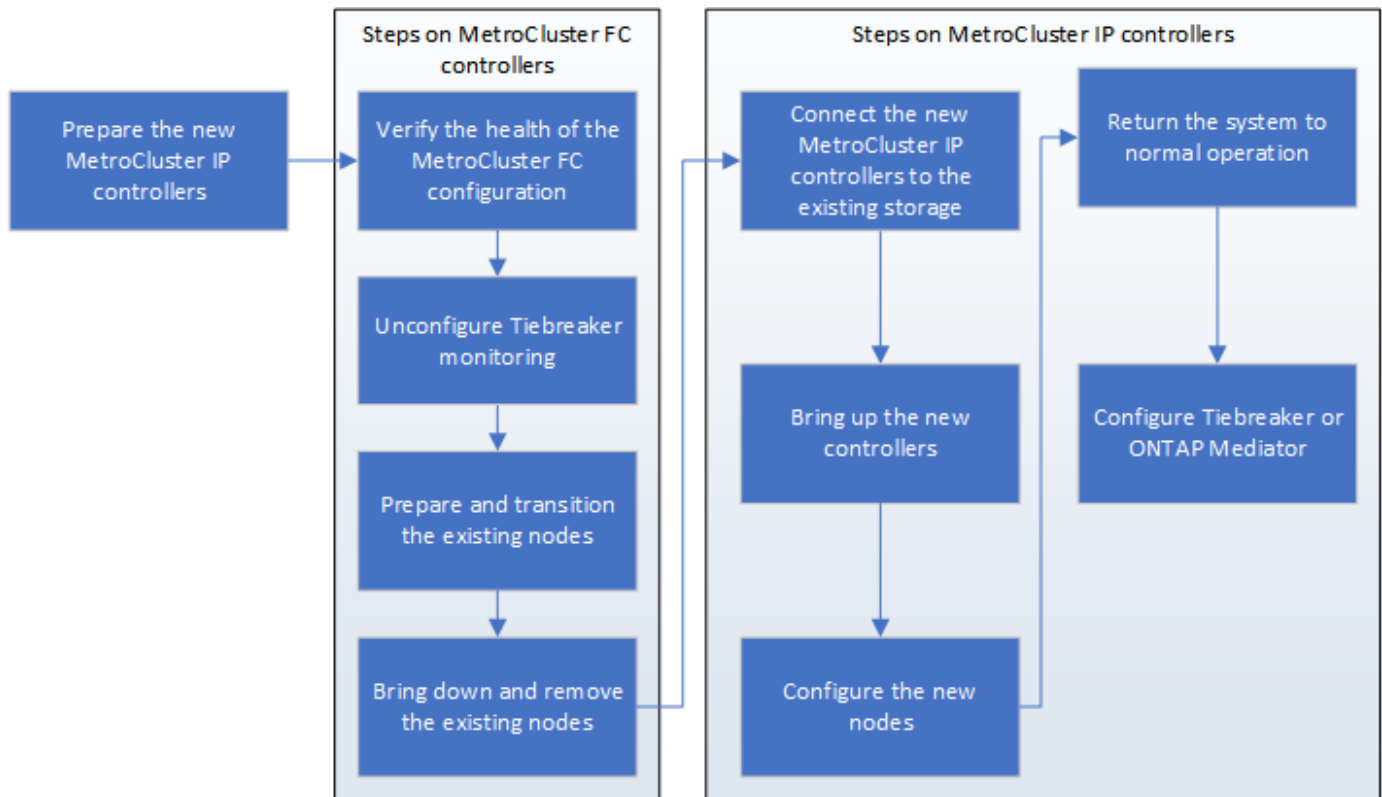 Prepare the new
MetroCluster IP
controllers
Steps on MetroCluster FC
controllers
Verify the health of the
MetroCluster FC
configuration
Unconfigure Tiebreaker
monitoring
Prepare and transition
the existing nodes
Bring down and remove
the existing nodes
Steps on MetroCluster IP controllers
Connect the new
MetroCluster IP
controllers to the
existing storage
Bring up the new
controllers
Configure the new
nodes
Return the system to
normal operation
Configure Tiebreaker or
ONTAP Mediator